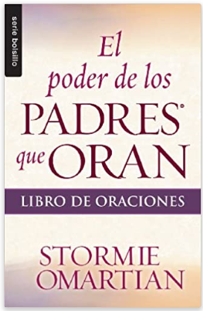 serie bolsillo
El
poder de los
PADRES®
que ORAN
LIBRO DE ORACIONES
STORMIE
OMARTIAN